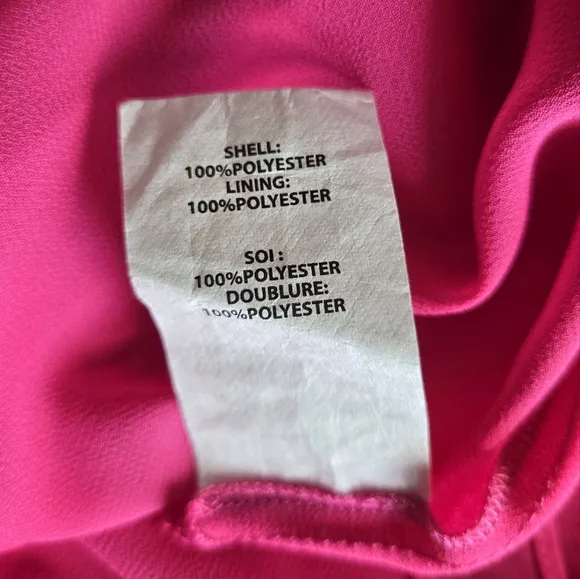 SHELL:
100%POLYESTER
LINING:
100%POLYESTER
SOI :
100%POLYESTER
DOUBLURE:
100%POLYESTER